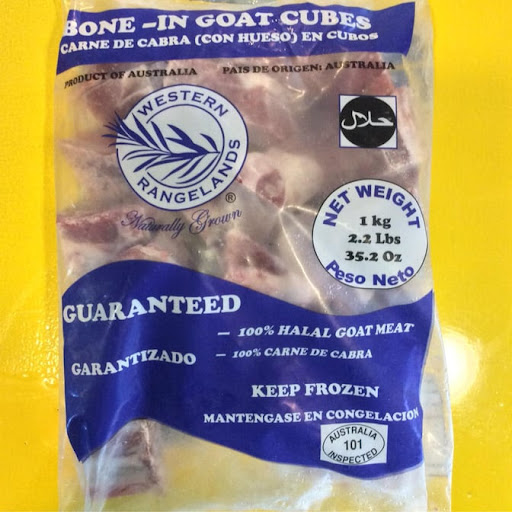 BONE –IN GOAT CUBES
CARNE DE CABRA (CON HUESO) EN CUBOS
PRODUCT OF AUSTRALIA
PAIS DE ORIGEN: AUSTRALIA
WESTERN
RANGELANDS
®
Naturally Grown
حلال
NET WEIGHT
1 kg
2.2 Lbs
35.2 Oz
Peso Neto
GUARANTEED
— 100% HALAL GOAT MEAT
GARANTIZADO
— 100% CARNE DE CABRA
KEEP FROZEN
MANTENGASE EN CONGELACION
AUSTRALIA
101
INSPECTED